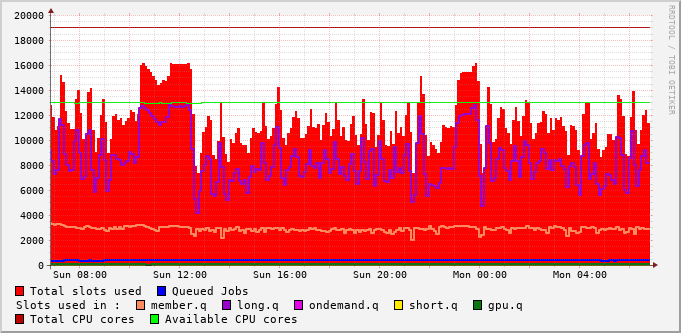 RRDTOOL / TOBI OETIKER
20000
18000
16000
14000
12000
10000
8000
6000
4000
2000
0
Sun 08:00 Sun 12:00 Sun 16:00 Sun 20:00 Mon 00:00 Mon 04:00
Total slots used Queued Jobs
Slots used in : member.q long.q ondemand.q short.q gpu.q
Total CPU cores Available CPU cores